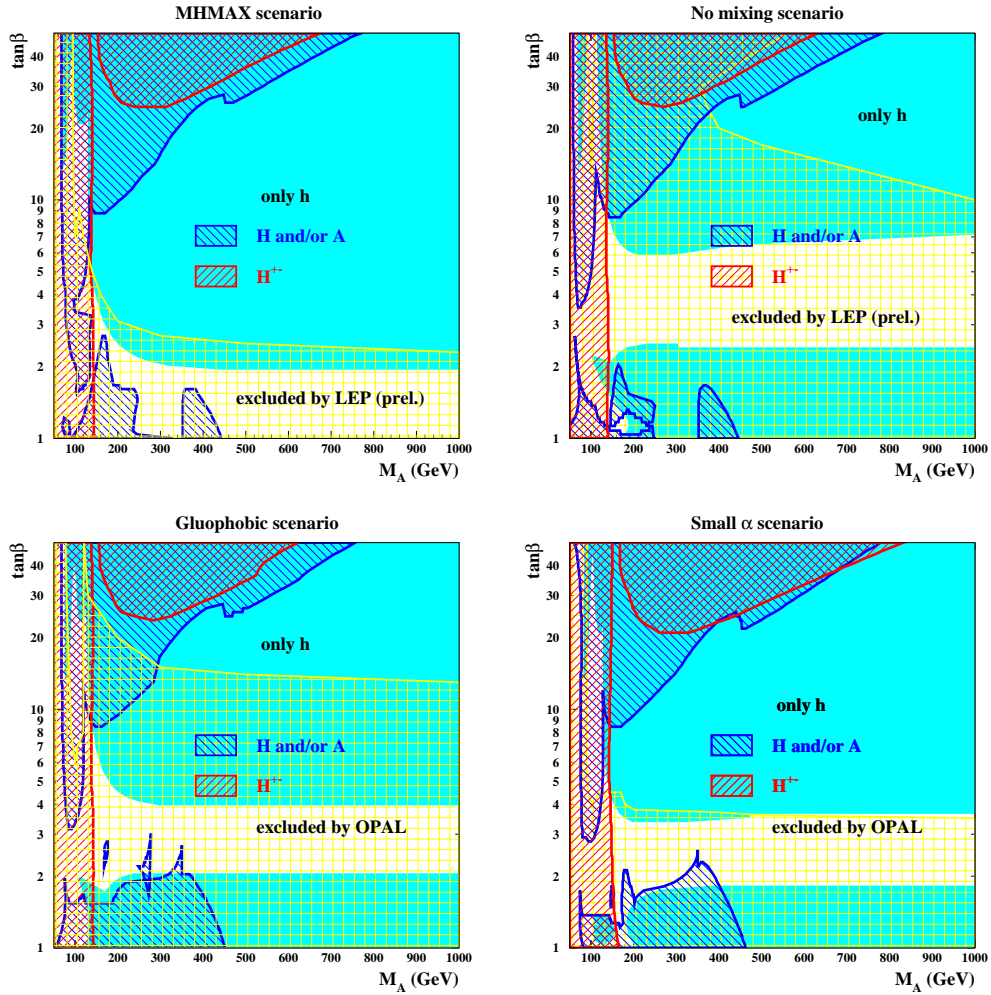 MHMAX scenario
tanβ
40
30
20
10
9
8
7
6
5
4
3
2
1
only h
H and/or A
H+-
excluded by LEP (prel.)
100 200 300 400 500 600 700 800 900 1000
M_A (GeV)
No mixing scenario
tanβ
40
30
20
10
9
8
7
6
5
4
3
2
1
only h
H and/or A
H+-
excluded by LEP (prel.)
100 200 300 400 500 600 700 800 900 1000
M_A (GeV)
Gluophobic scenario
tanβ
40
30
20
10
9
8
7
6
5
4
3
2
1
only h
H and/or A
H+-
excluded by OPAL
100 200 300 400 500 600 700 800 900 1000
M_A (GeV)
Small α scenario
tanβ
40
30
20
10
9
8
7
6
5
4
3
2
1
only h
H and/or A
H+-
excluded by OPAL
100 200 300 400 500 600 700 800 900 1000
M_A (GeV)